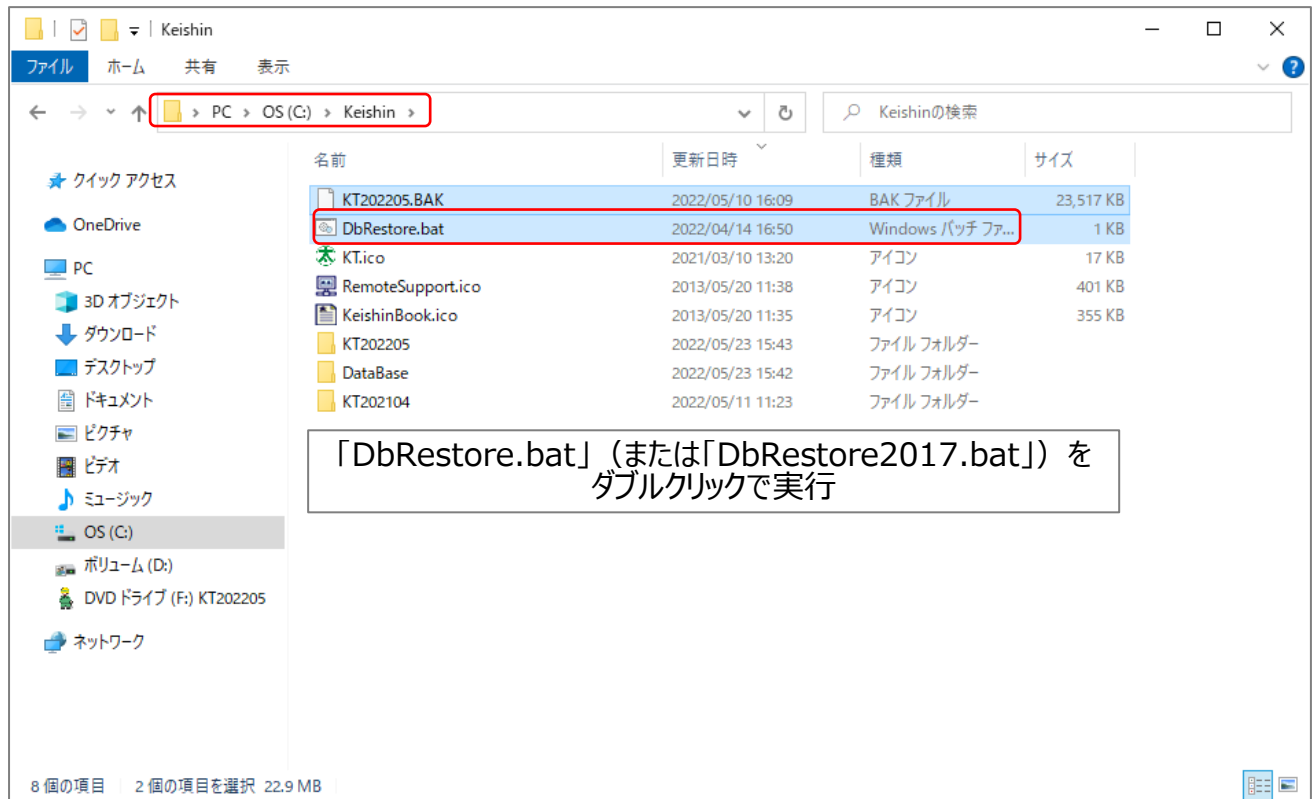 Keishin
ファイル ホーム 共有 表示
PC > OS (C:) > Keishin >
Keishinの検索
名前 更新日時 種類 サイズ
クイック アクセス
OneDrive
PC
3D オブジェクト
ダウンロード
デスクトップ
ドキュメント
ピクチャ
ビデオ
ミュージック
OS (C:)
ボリューム (D:)
DVD ドライブ (F:) KT202205
ネットワーク
KT202205.BAK 2022/05/10 16:09 BAK ファイル 23,517 KB
DbRestore.bat 2022/04/14 16:50 Windows バッチ ファ... 1 KB
KT.ico 2021/03/10 13:20 アイコン 17 KB
RemoteSupport.ico 2013/05/20 11:38 アイコン 401 KB
KeishinBook.ico 2013/05/20 11:35 アイコン 355 KB
KT202205 2022/05/23 15:43 ファイル フォルダー
DataBase 2022/05/23 15:42 ファイル フォルダー
KT202104 2022/05/11 11:23 ファイル フォルダー
「DbRestore.bat」（または「DbRestore2017.bat」）を
ダブルクリックで実行
8 個の項目 2 個の項目を選択 22.9 MB